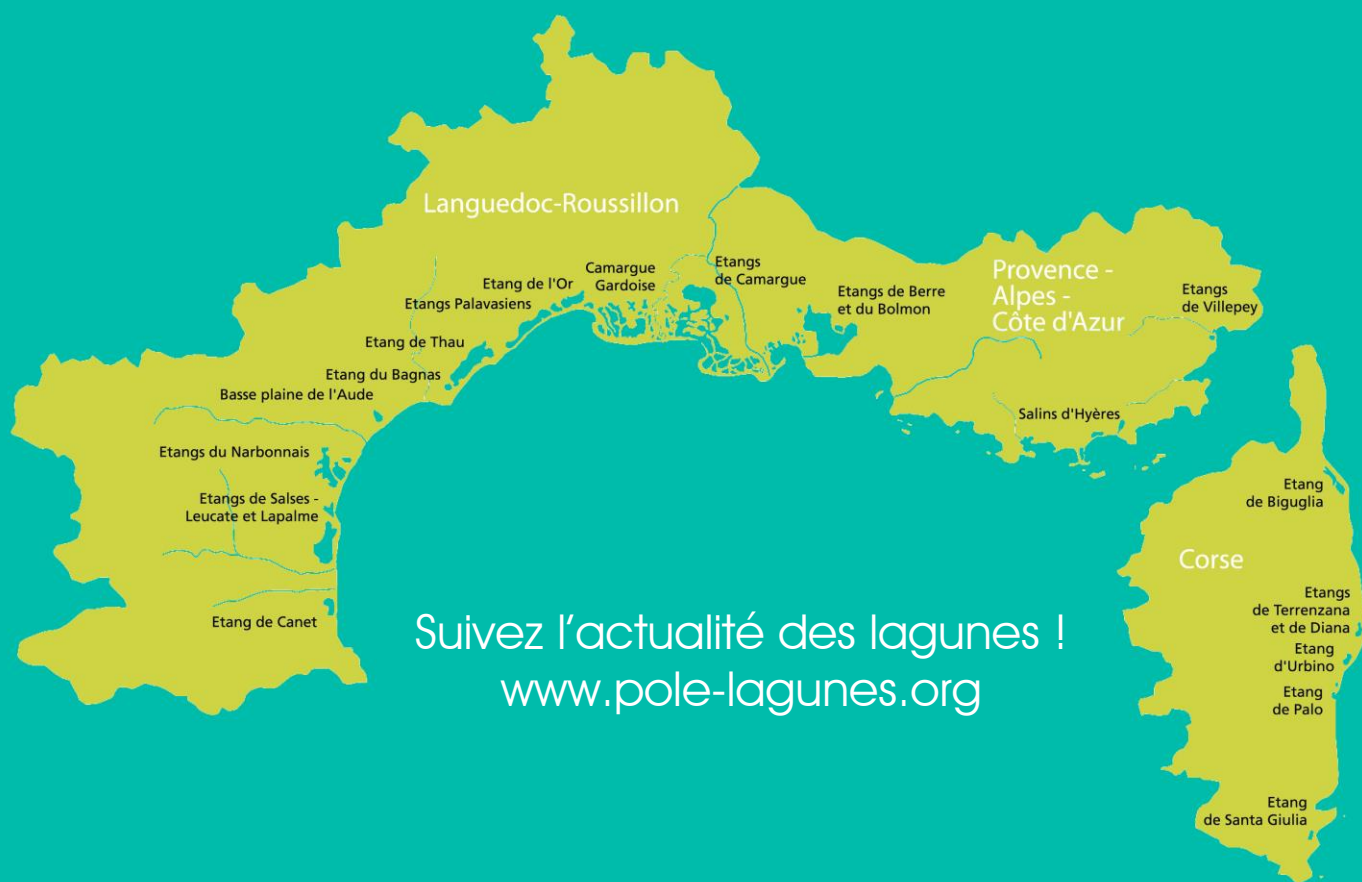 Languedoc-Roussillon
Etang de l'Or
Camargue
Gardoise
Etangs
de Camargue
Etangs Palavasiens
Etang de Thau
Etang du Bagnas
Basse plaine de l'Aude
Etangs du Narbonnais
Etangs de Salses -
Leucate et Lapalme
Etang de Canet
Etangs de Berre
et du Bolmon
Provence -
Alpes -
Côte d'Azur
Etangs
de Villepey
Salins d'Hyères
Etang
de Biguglia
Corse
Etangs
de Terrenzana
et de Diana
Etang
d'Urbino
Etang
de Palo
Etang
de Santa Giulia
Suivez l’actualité des lagunes !
www.pole-lagunes.org